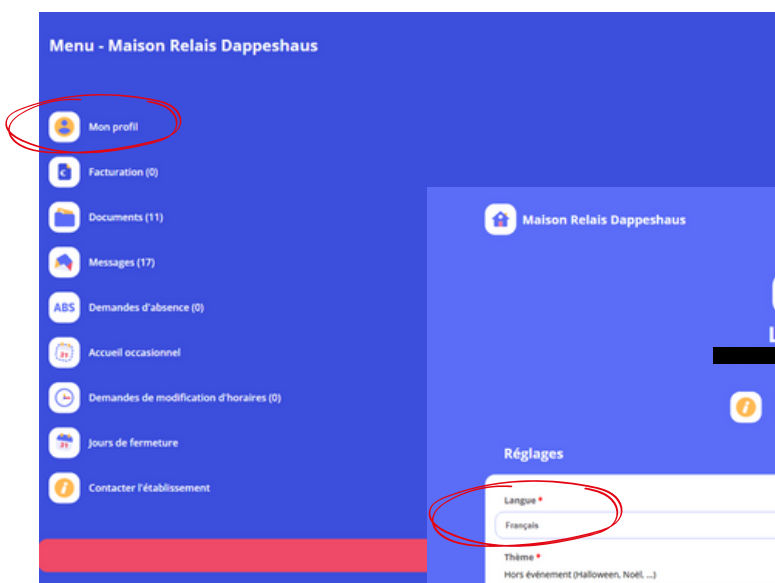 Menu - Maison Relais Dappeshaus
Mon profil
Facturation (0)
Documents (11)
Messages (17)
ABS Demandes d'absence (0)
Accueil occasionnel
Demandes de modification d'horaires (0)
Jours de fermeture
Contacter l'établissement
Maison Relais Dappeshaus
L
Réglages
Langue *
Français
Thème *
Hors événement (Halloween, Noël, ...)